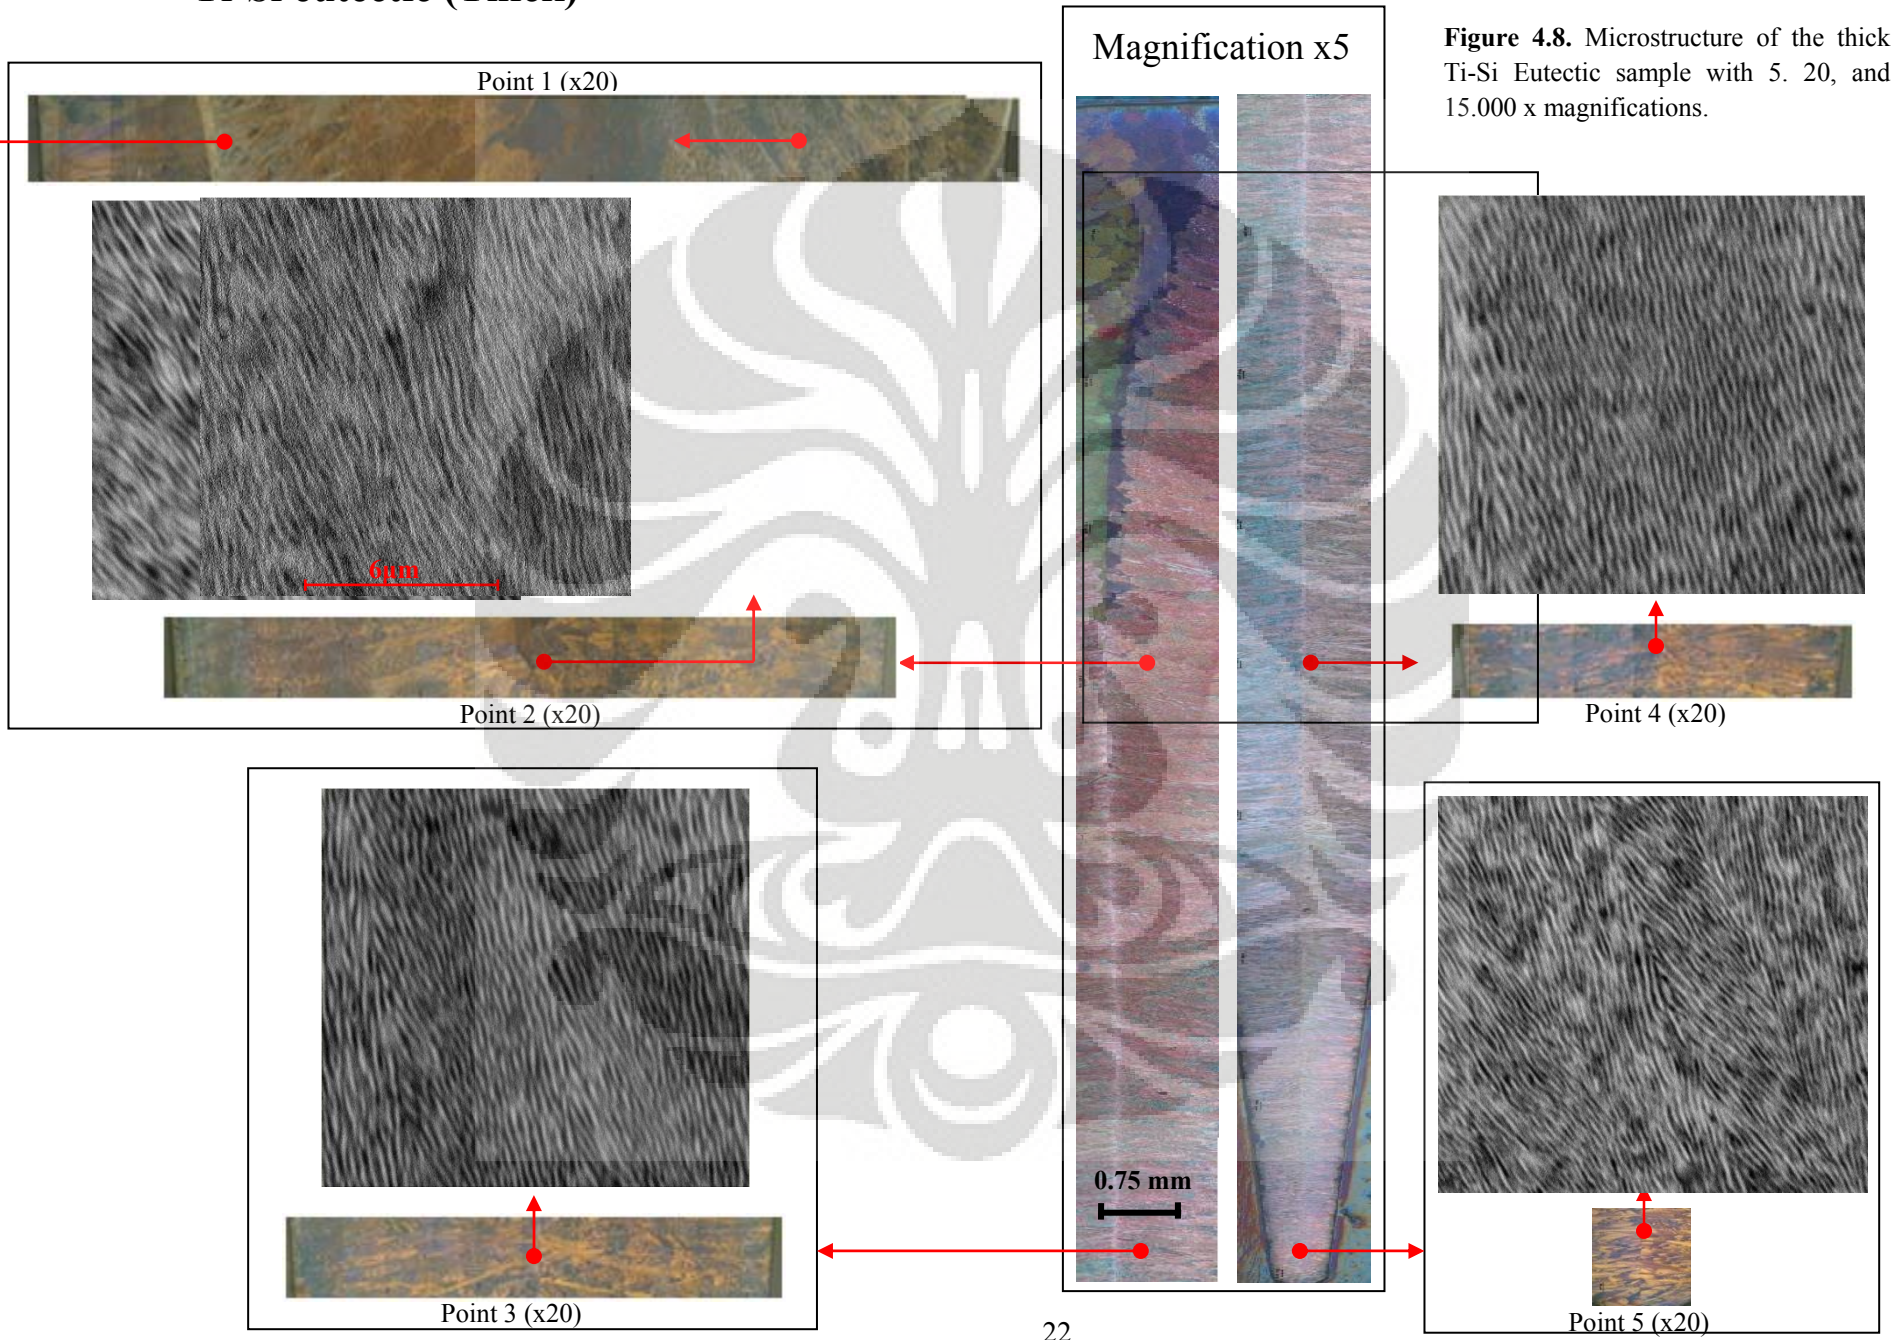 Magnification x5
Figure 4.8. Microstructure of the thick
Ti-Si Eutectic sample with 5. 20, and
15.000 x magnifications.
Point 1 (x20)
6µm
Point 2 (x20)
Point 4 (x20)
0.75 mm
Point 3 (x20)
Point 5 (x20)
22